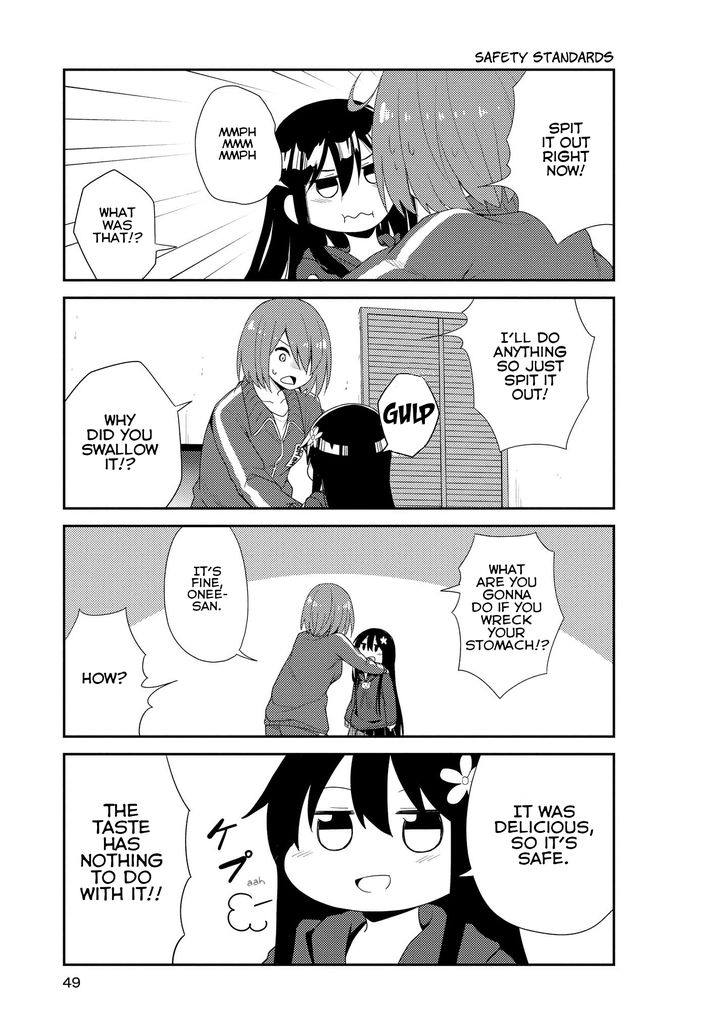 SAFETY STANDARDS
SPIT
IT OUT
RIGHT
NOW!
MMPH
MMM
MMPH
WHAT
WAS
THAT!?
I'LL DO
ANYTHING
SO JUST
SPIT IT
OUT!
GULP
WHY
DID YOU
SWALLOW
IT!?
WHAT
ARE YOU
GONNA
DO IF YOU
WRECK
YOUR
STOMACH!?
IT'S
FINE,
ONEE-
SAN.
HOW?
IT WAS
DELICIOUS,
SO IT'S
SAFE.
ケプ
aah
THE
TASTE
HAS
NOTHING
TO DO
WITH IT!!
49